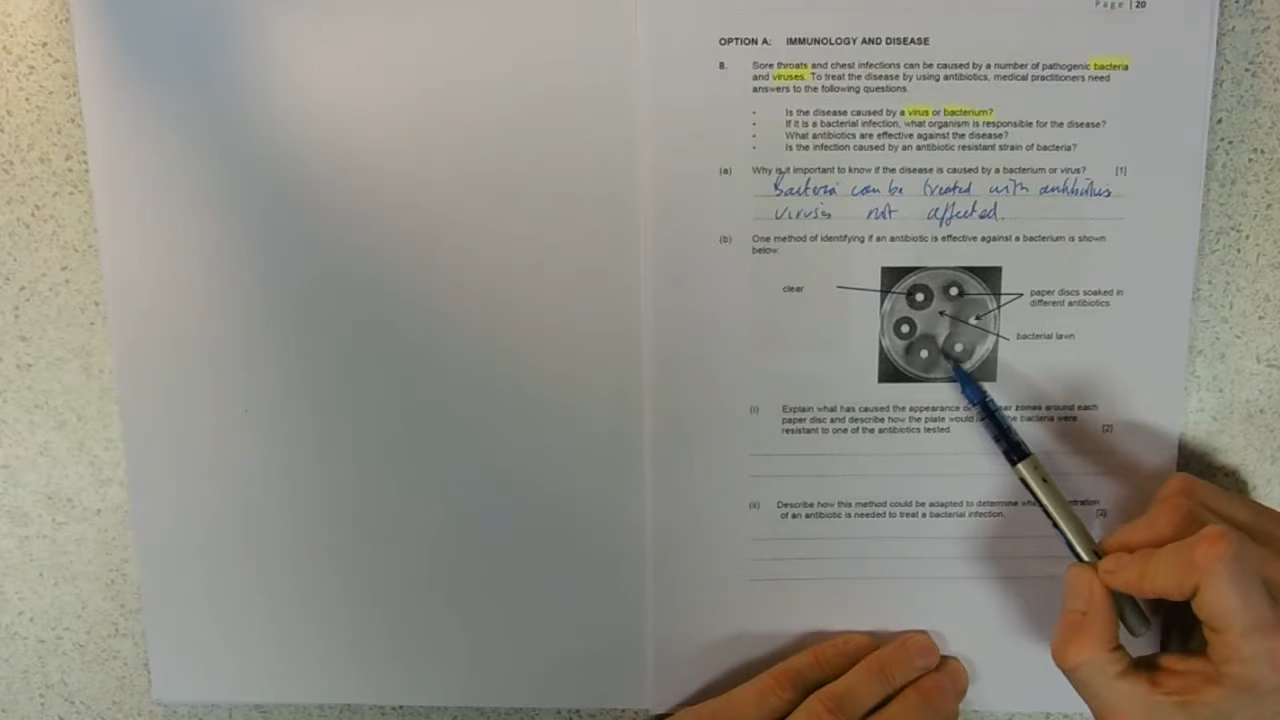 Page | 20
OPTION A: IMMUNOLOGY AND DISEASE
8. Sore throats and chest infections can be caused by a number of pathogenic bacteria
and viruses. To treat the disease by using antibiotics, medical practitioners need
answers to the following questions.
• Is the disease caused by a virus or bacterium?
• If it is a bacterial infection, what organism is responsible for the disease?
• What antibiotics are effective against the disease?
• Is the infection caused by an antibiotic resistant strain of bacteria?
(a) Why is it important to know if the disease is caused by a bacterium or virus? [1]
Bacteria can be treated with antibiotics
viruses not affected.
(b) One method of identifying if an antibiotic is effective against a bacterium is shown
below.
clear
paper discs soaked in
different antibiotics
bacterial lawn
(i) Explain what has caused the appearance zones around each
paper disc and describe how the plate would the bacteria were
resistant to one of the antibiotics tested. [2]
(ii) Describe how this method could be adapted to determine
of an antibiotic is needed to treat a bacterial infection. [2]